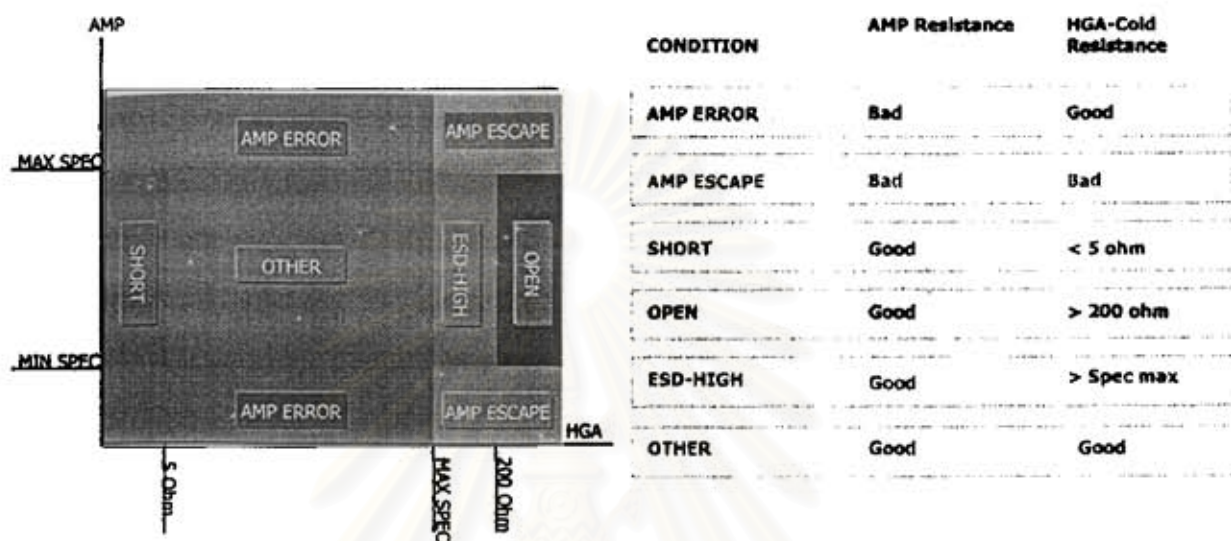 AMP
AMP ERROR
AMP ESCAPE
MAX SPEC
SHORT
OTHER
ESD-HIGH
OPEN
MIN SPEC
AMP ERROR
AMP ESCAPE
HGA
5 Ohm
MAX SPEC
200 Ohm
CONDITION AMP Resistance HGA-Cold
Resistance
AMP ERROR Bad Good
AMP ESCAPE Bad Bad
SHORT Good < 5 ohm
OPEN Good > 200 ohm
ESD-HIGH Good > Spec max
OTHER Good Good